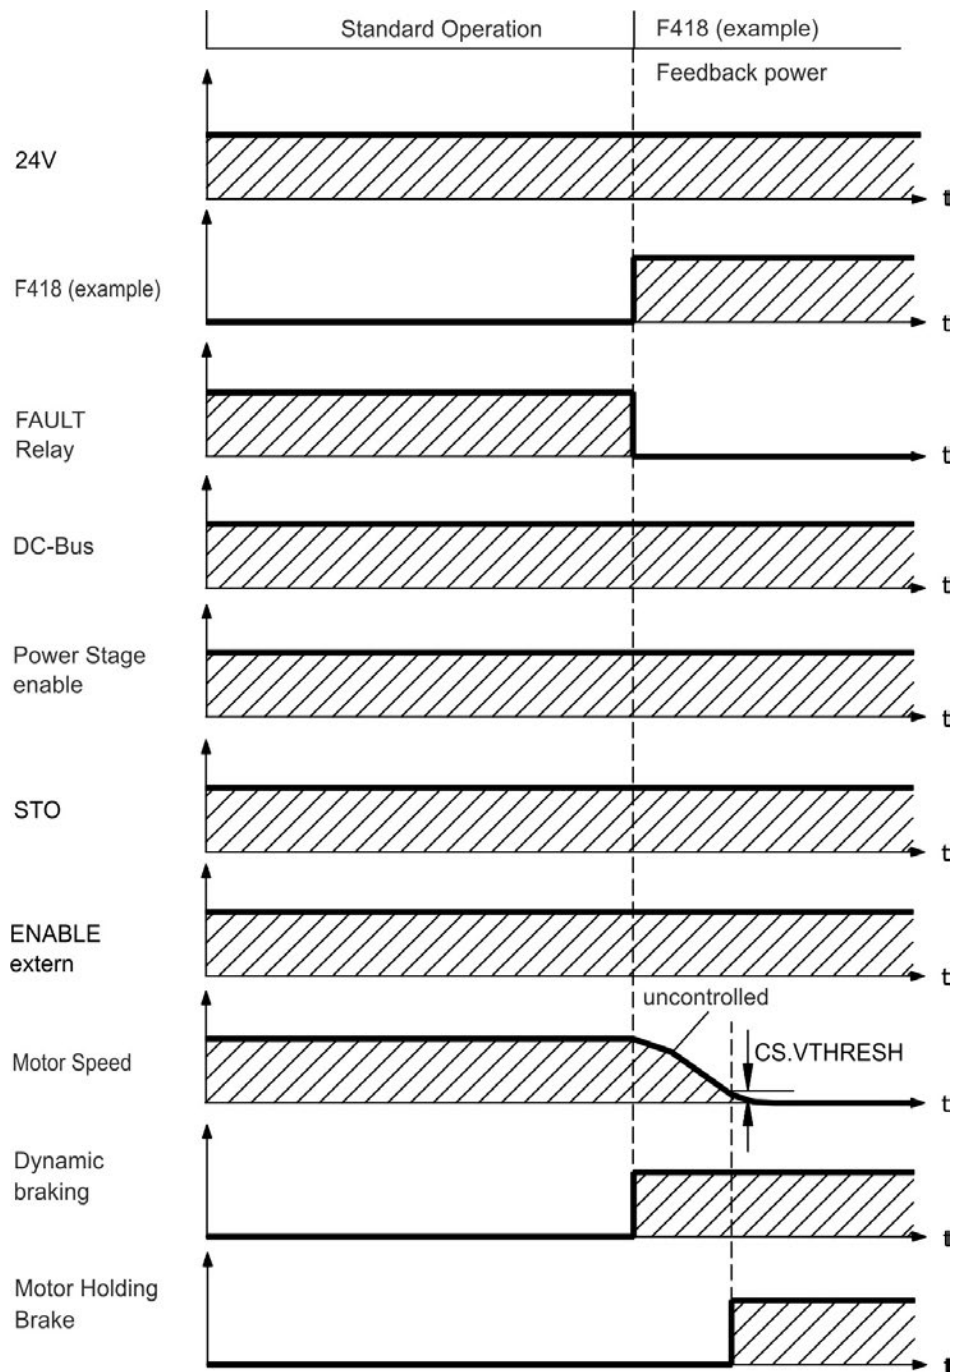 Standard Operation
F418 (example)
Feedback power
24V
t
F418 (example)
t
FAULT
Relay
t
DC-Bus
t
Power Stage
enable
t
STO
t
ENABLE
extern
t
uncontrolled
Motor Speed
CS.VTHRESH
t
Dynamic
braking
t
Motor Holding
Brake
t